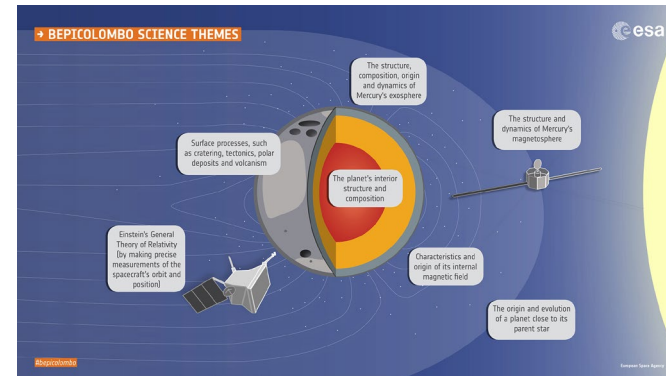 → BEPICOLOMBO SCIENCE THEMES
esa
The structure,
composition, origin
and dynamics of
Mercury's exosphere
The structure and
dynamics of Mercury's
magnetosphere
Surface processes, such
as cratering, tectonics, polar
deposits and volcanism
The planet's interior
structure and
composition
Einstein's General
Theory of Relativity
(by making precise
measurements of the
spacecraft's orbit and
position)
Characteristics and
origin of its internal
magnetic field
The origin and evolution
of a planet close to its
parent star
#bepicolombo
European Space Agency